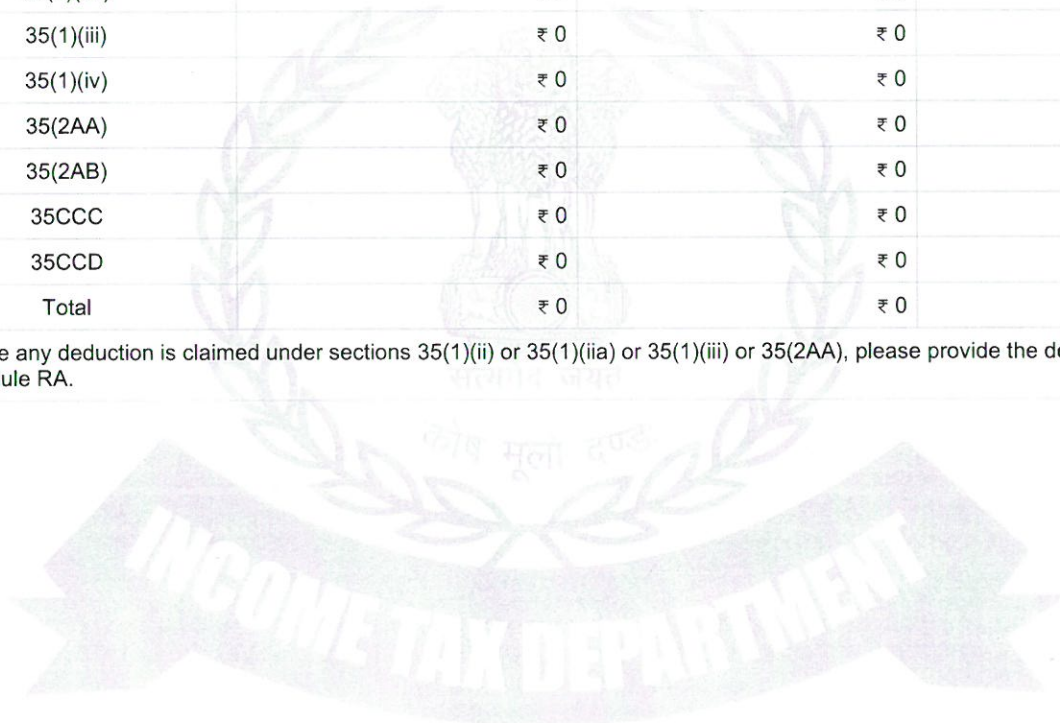 35(1)(iii) ₹ 0 ₹ 0
35(1)(iv) ₹ 0 ₹ 0
35(2AA) ₹ 0 ₹ 0
35(2AB) ₹ 0 ₹ 0
35CCC ₹ 0 ₹ 0
35CCD ₹ 0 ₹ 0
Total ₹ 0 ₹ 0
e any deduction is claimed under sections 35(1)(ii) or 35(1)(iia) or 35(1)(iii) or 35(2AA), please provide the de
ule RA.
सत्यमेव जयते
कोष मूलो दण्डः
INCOME TAX DEPARTMENT